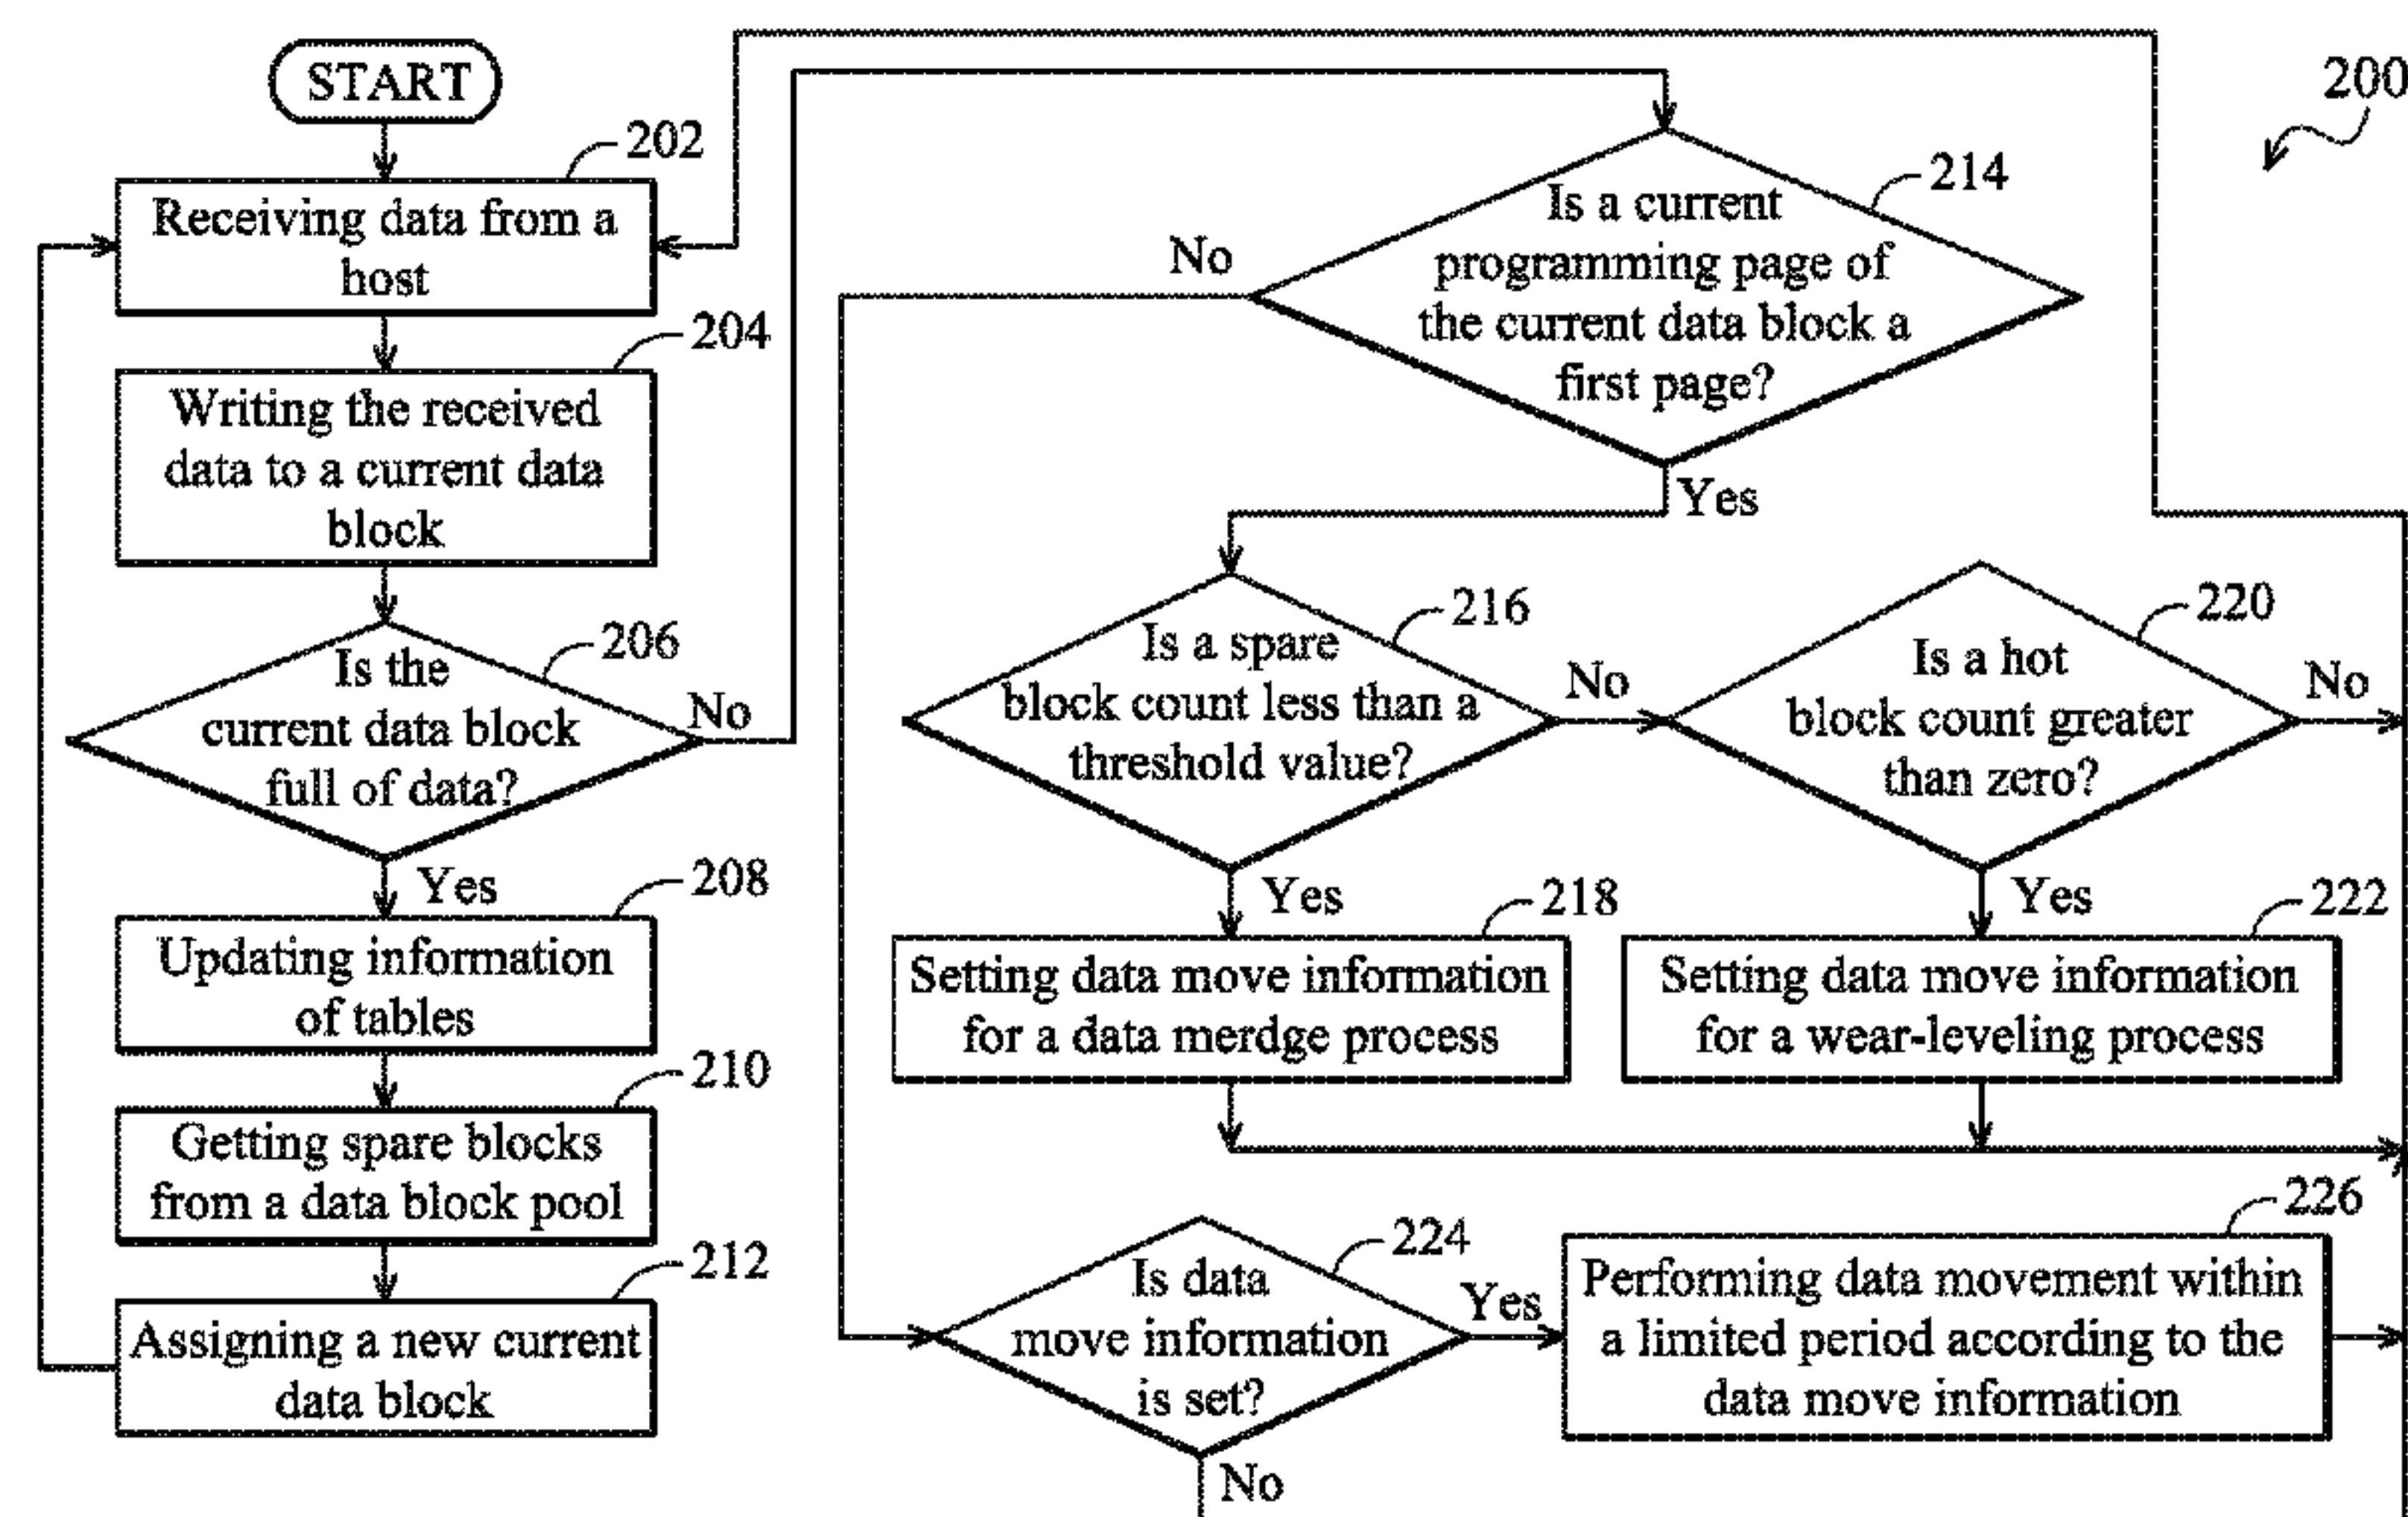 START
200
202
Receiving data from a
host
204
Writing the received
data to a current data
block
206
Is the
current data block
full of data?
No
Yes
208
Updating information
of tables
210
Getting spare blocks
from a data block pool
212
Assigning a new current
data block
214
Is a current
programming page of
the current data block a
first page?
No
Yes
216
Is a spare
block count less than a
threshold value?
No
Yes
218
Setting data move information
for a data merdge process
220
Is a hot
block count greater
than zero?
No
Yes
222
Setting data move information
for a wear-leveling process
224
Is data
move information
is set?
Yes
No
226
Performing data movement within
a limited period according to the
data move information